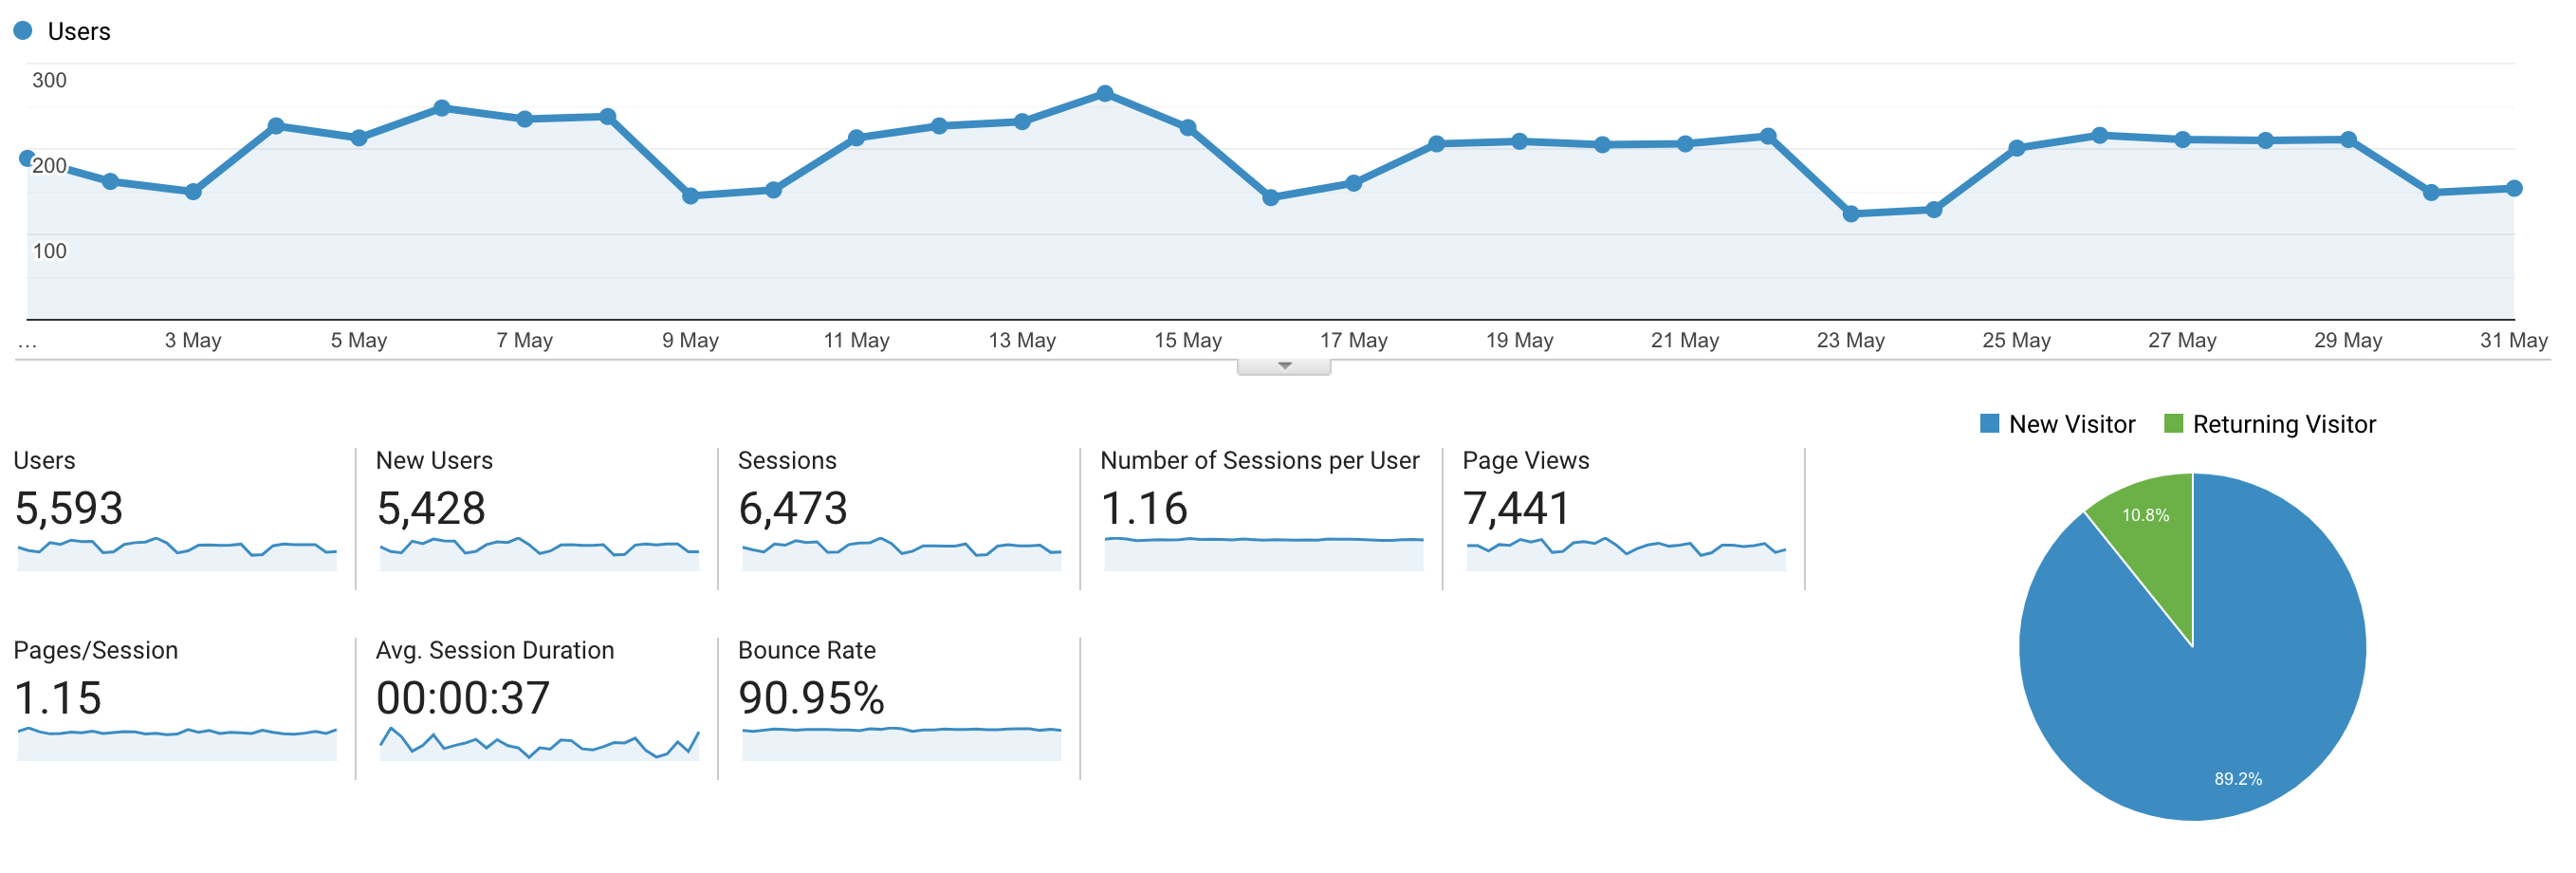 Users
300
200
100
... 3 May 5 May 7 May 9 May 11 May 13 May 15 May 17 May 19 May 21 May 23 May 25 May 27 May 29 May 31 May
New Visitor Returning Visitor
Users New Users Sessions Number of Sessions per User Page Views
5,593 5,428 6,473 1.16 7,441
Pages/Session Avg. Session Duration Bounce Rate
1.15 00:00:37 90.95%
10.8%
89.2%